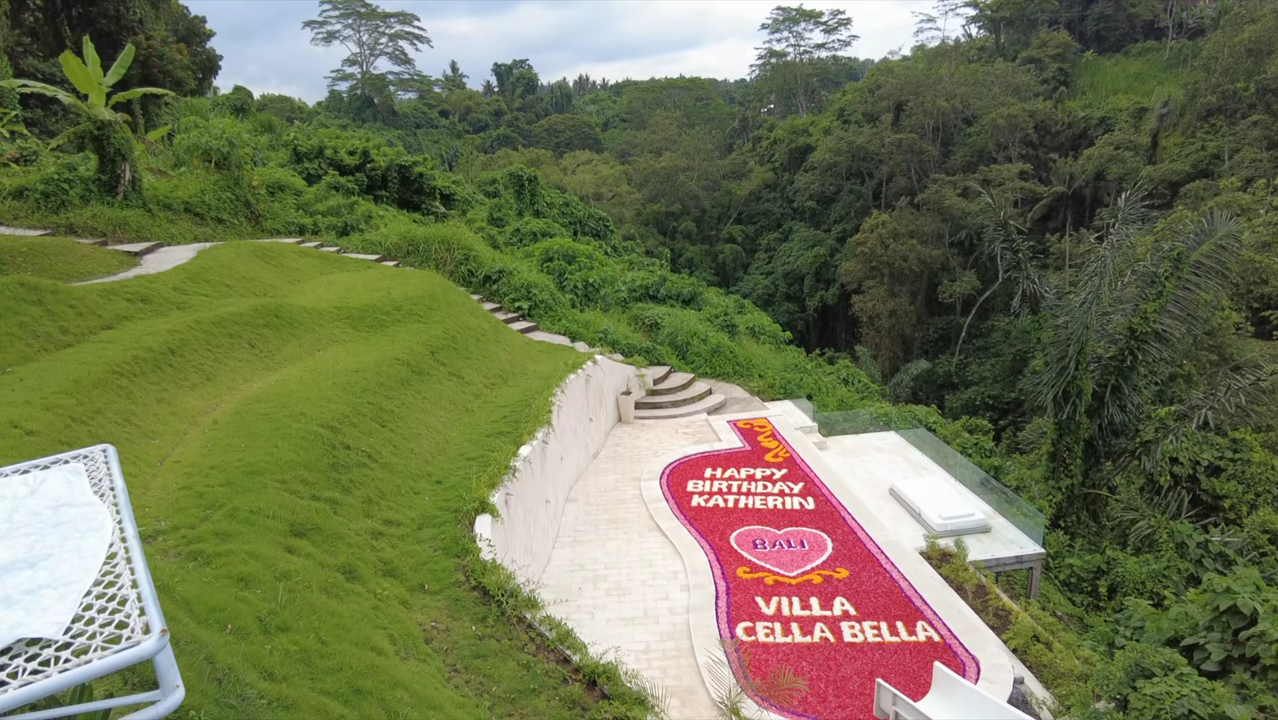 HAPPY
BIRTHDAY
KATHERIN
BALI
VILLA
CELLA BELLA